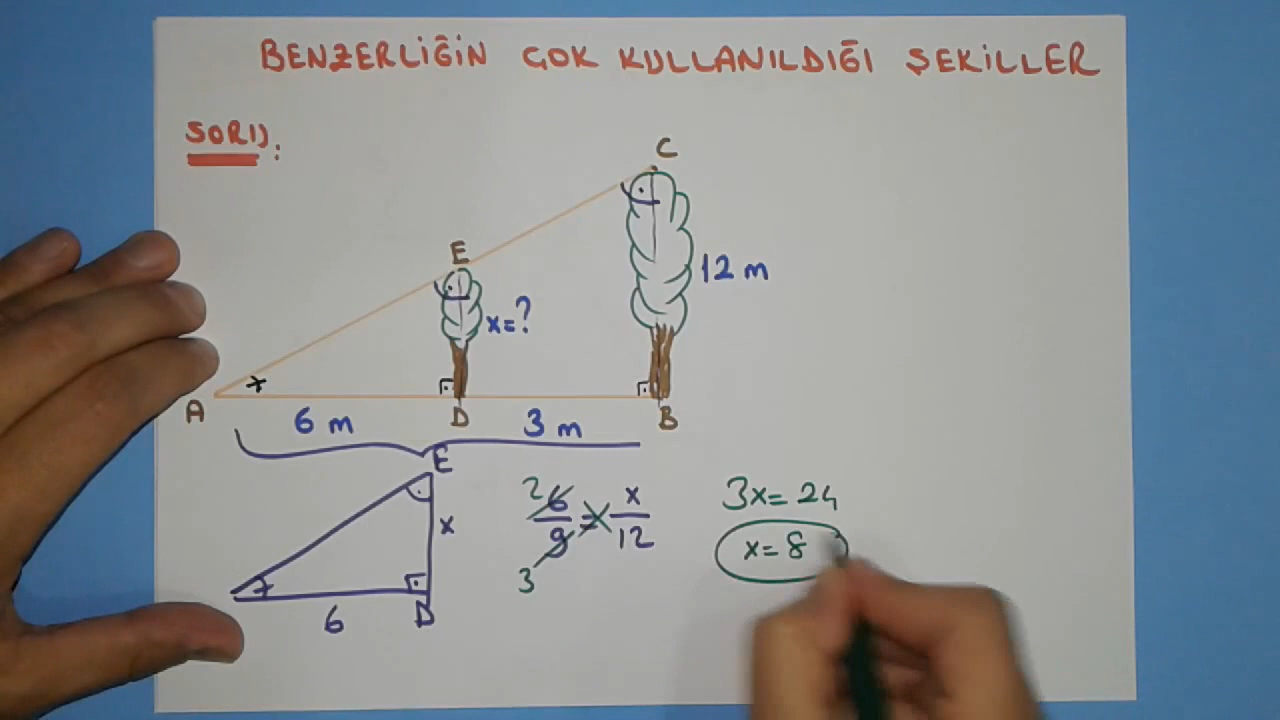 BENZERLİĞİN ÇOK KULLANILDIĞI ŞEKİLLER
SORU:
C
E
12 m
x=?
A
D
B
6 m
3 m
E
x
6
D
2 6/9 3 = x/12
3x=24
x=8